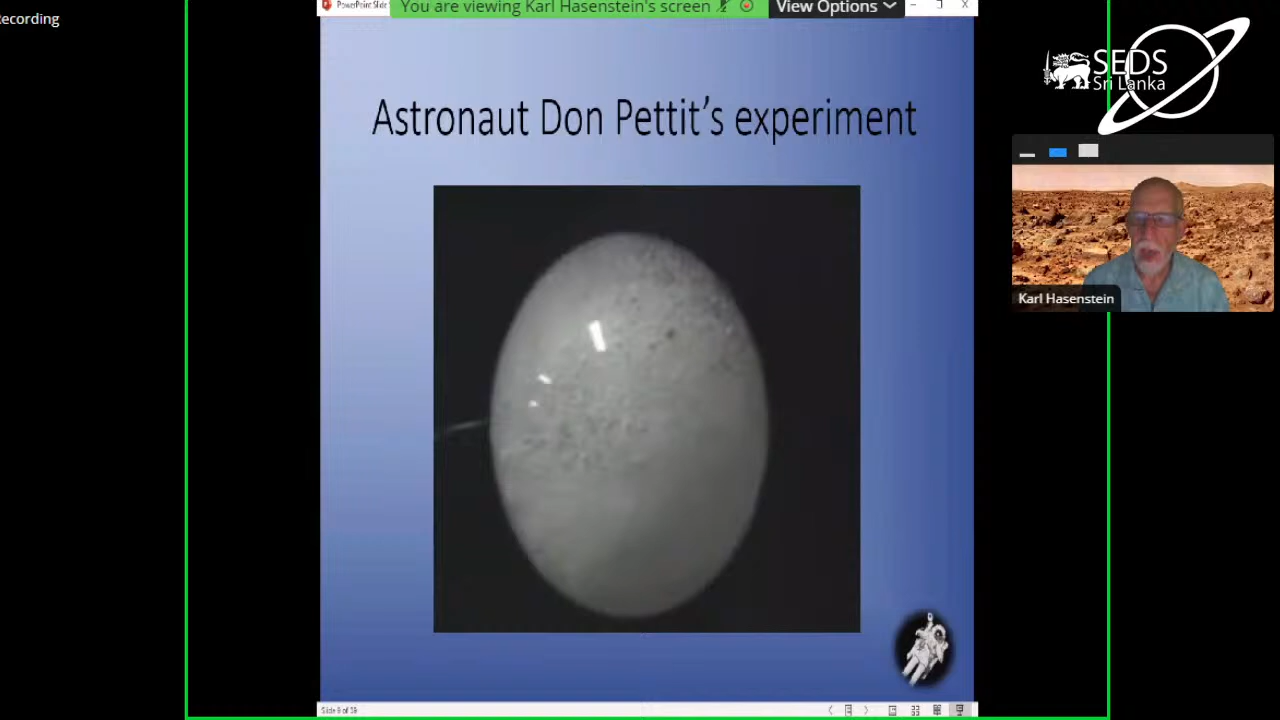 Recording
PowerPoint Slide S
You are viewing Karl Hasenstein's screen
View Options
SEDS
Sri Lanka
Astronaut Don Pettit's experiment
Karl Hasenstein
Slide 9 of 59